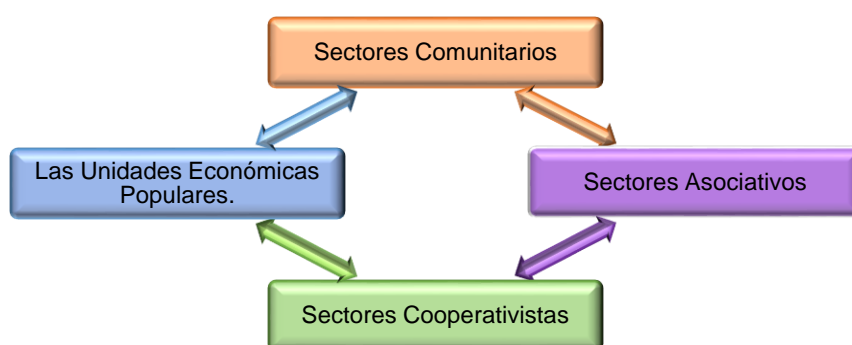 Sectores Comunitarios
Las Unidades Económicas
Populares.
Sectores Asociativos
Sectores Cooperativistas